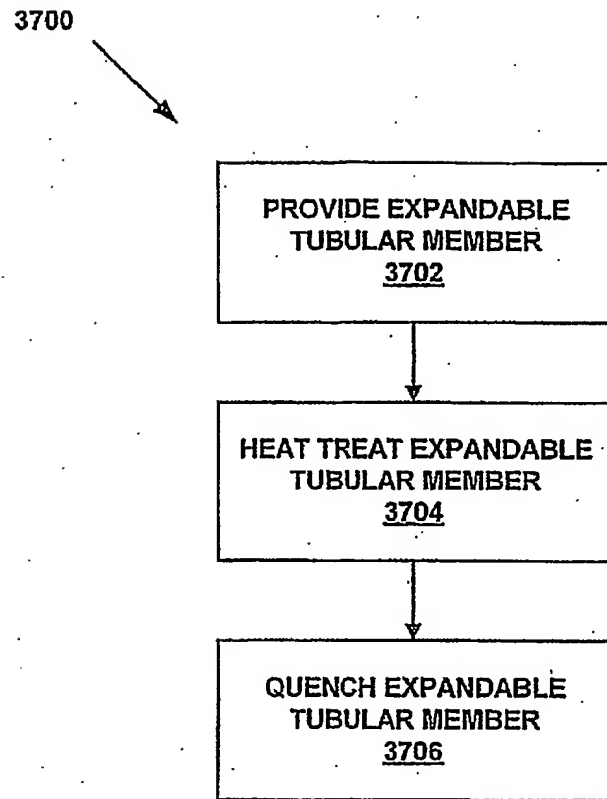 3700
PROVIDE EXPANDABLE
TUBULAR MEMBER
3702
HEAT TREAT EXPANDABLE
TUBULAR MEMBER
3704
QUENCH EXPANDABLE
TUBULAR MEMBER
3706